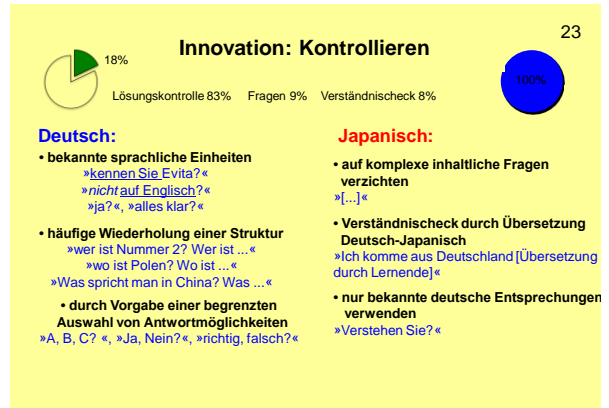 23
Innovation: Kontrollieren
18%
100%
Lösungskontrolle 83% Fragen 9% Verständnischeck 8%
Deutsch:
• bekannte sprachliche Einheiten
»kennen Sie Evita?«
»nicht auf Englisch?«
»ja?«, »alles klar?«
• häufige Wiederholung einer Struktur
»wer ist Nummer 2? Wer ist ...«
»wo ist Polen? Wo ist ...«
»Was spricht man in China? Was ...«
• durch Vorgabe einer begrenzten
Auswahl von Antwortmöglichkeiten
»A, B, C? «, »Ja, Nein?«, »richtig, falsch?«
Japanisch:
• auf komplexe inhaltliche Fragen
verzichten
»[...]«
• Verständnischeck durch Übersetzung
Deutsch-Japanisch
»Ich komme aus Deutschland [Übersetzung
durch Lernende]«
• nur bekannte deutsche Entsprechungen
verwenden
»Verstehen Sie?«